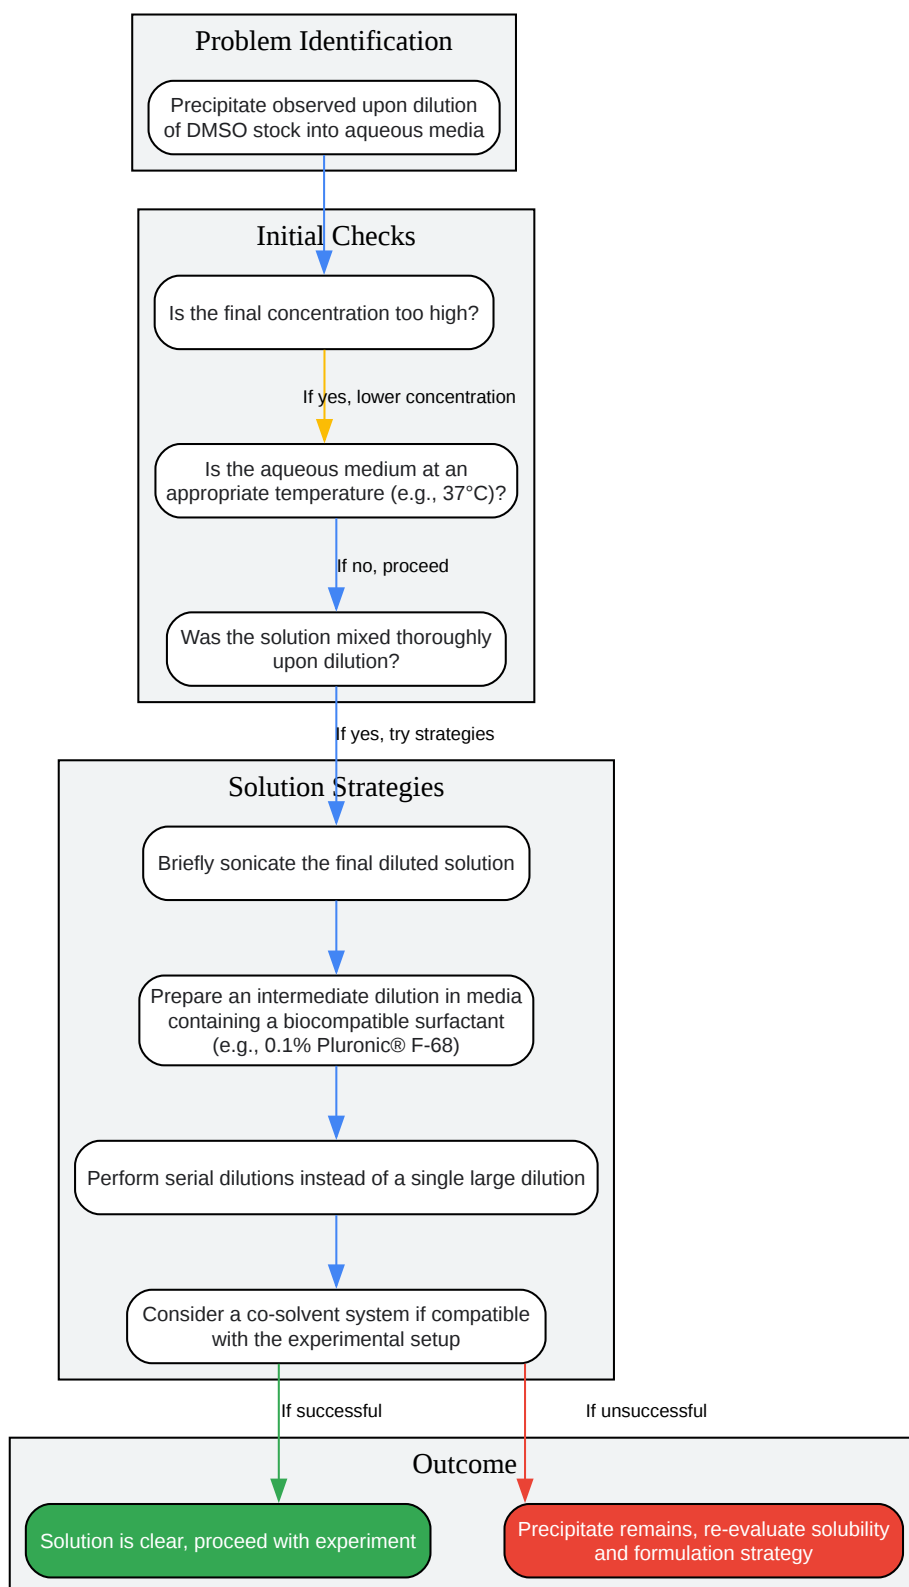 Problem Identification
Precipitate observed upon dilution
of DMSO stock into aqueous media
Initial Checks
Is the final concentration too high?
If yes, lower concentration
Is the aqueous medium at an
appropriate temperature (e.g., 37°C)?
If no, proceed
Was the solution mixed thoroughly
upon dilution?
If yes, try strategies
Solution Strategies
Briefly sonicate the final diluted solution
Prepare an intermediate dilution in media
containing a biocompatible surfactant
(e.g., 0.1% Pluronic® F-68)
Perform serial dilutions instead of a single large dilution
Consider a co-solvent system if compatible
with the experimental setup
If successful
If unsuccessful
Outcome
Solution is clear, proceed with experiment
Precipitate remains, re-evaluate solubility
and formulation strategy